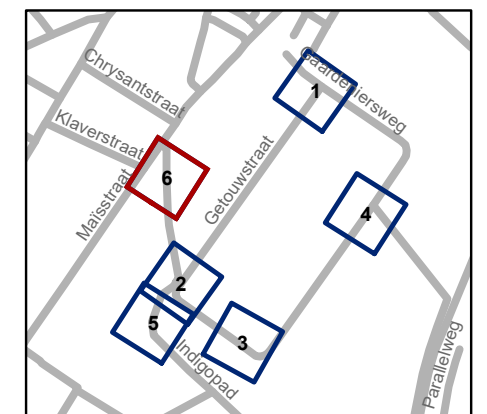 Gaardeniersweg
Chrysantstraat
1
Klaverstraat
Getouwstraat
6
Maïsstraat
4
2
5
3
Indigopad
Parallelweg